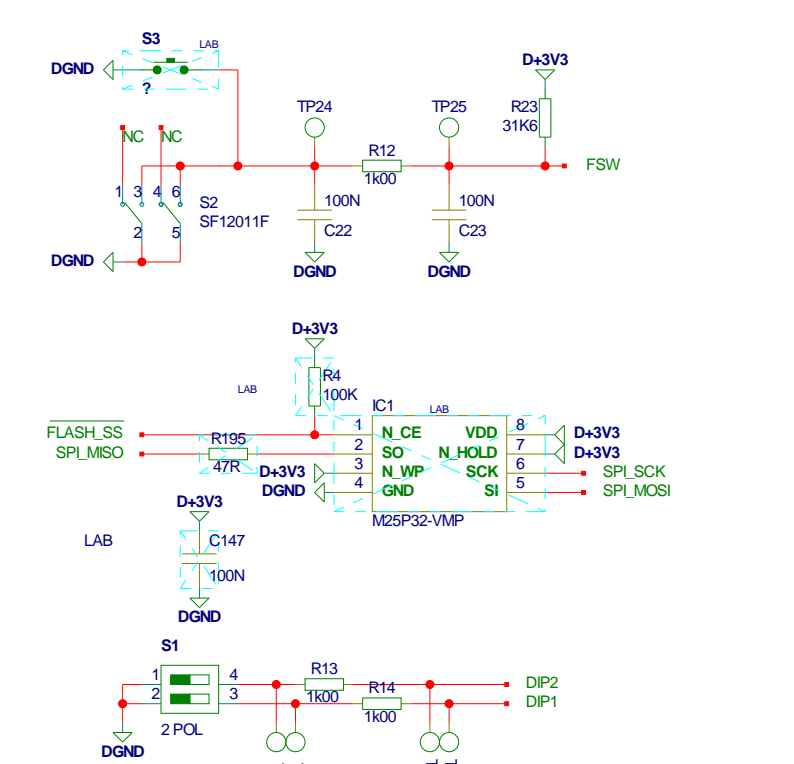 S3
LAB
DGND
?
D+3V3
TP24
TP25
R23
31K6
NC NC
R12
1k00
FSW
1 3 4 6
S2
SF12011F
2 5
100N
C22
100N
C23
DGND
DGND
DGND
D+3V3
R4
100K
LAB
IC1
LAB
FLASH_SS
1 N_CE VDD 8 D+3V3
R195
SPI_MISO
47R
2 SO N_HOLD 7 D+3V3
D+3V3 3 N_WP SCK 6 SPI_SCK
DGND 4 GND SI 5 SPI_MOSI
M25P32-VMP
D+3V3
LAB
C147
100N
DGND
S1
1 4
2 3
2 POL
DGND
R13
1k00
R14
1k00
DIP2
DIP1